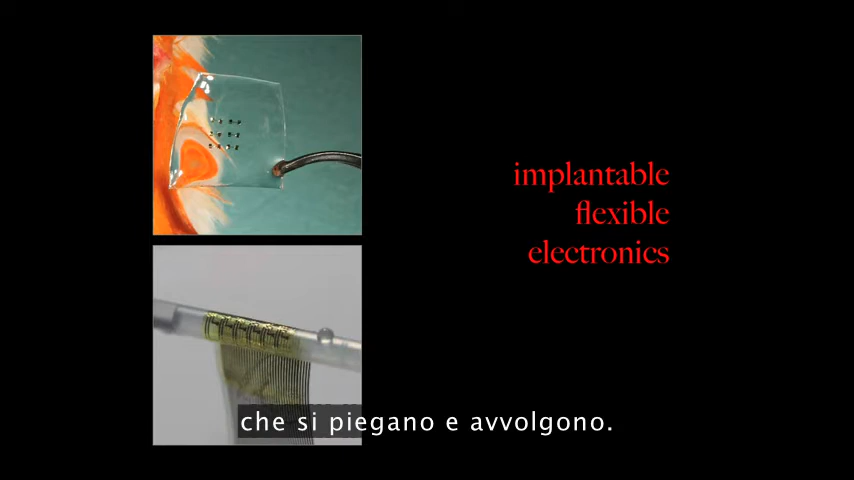 implantable
flexible
electronics
che si piegano e avvolgono.